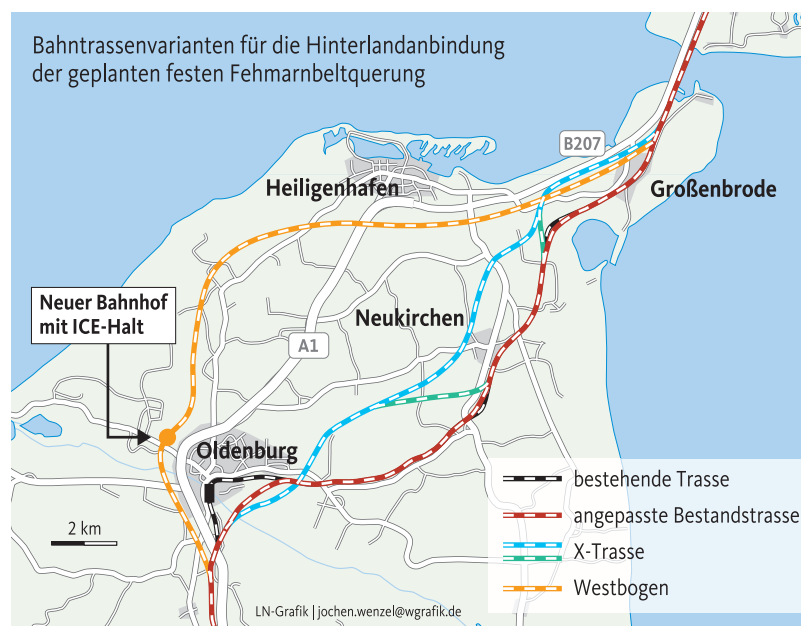 Bahntrassenvarianten für die Hinterlandanbindung
der geplanten festen Fehmarnbeltquerung
B207
Heiligenhafen
Großenbrode
Neuer Bahnhof
mit ICE-Halt
Neukirchen
A1
Oldenburg
bestehende Trasse
angepasste Bestandstrasse
2 km
X-Trasse
Westbogen
LN-Grafik | jochen.wenzel@wgrafik.de